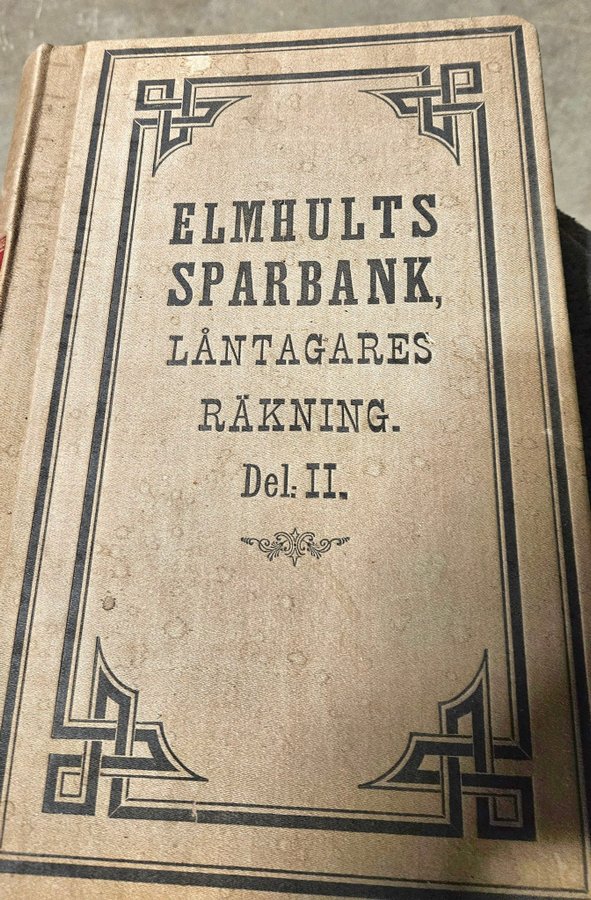 ELMHULTS
SPARBANK,
LÅNTAGARES
RÄKNING.
Del: II.